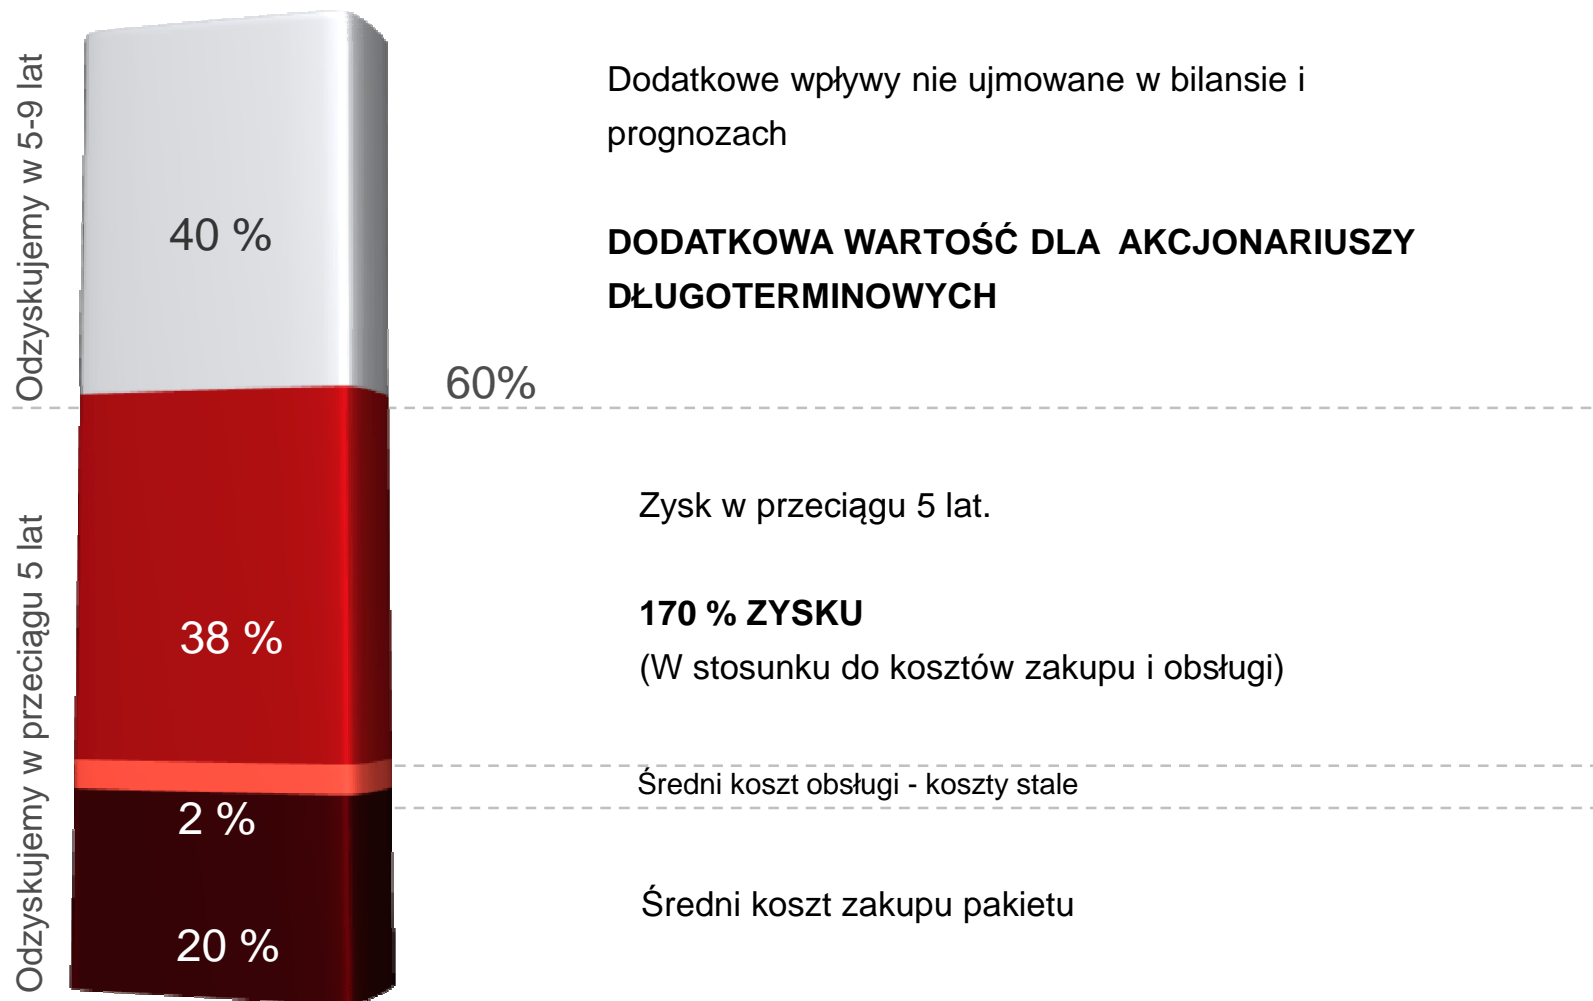 Odzyskujemy w 5-9 lat
40 %
Dodatkowe wpływy nie ujmowane w bilansie i
prognozach
DODATKOWA WARTOŚĆ DLA AKCJONARIUSZY
DŁUGOTERMINOWYCH
60%
Odzyskujemy w przeciągu 5 lat
38 %
Zysk w przeciągu 5 lat.
170 % ZYSKU
(W stosunku do kosztów zakupu i obsługi)
Średni koszt obsługi - koszty stale
2 %
Średni koszt zakupu pakietu
20 %